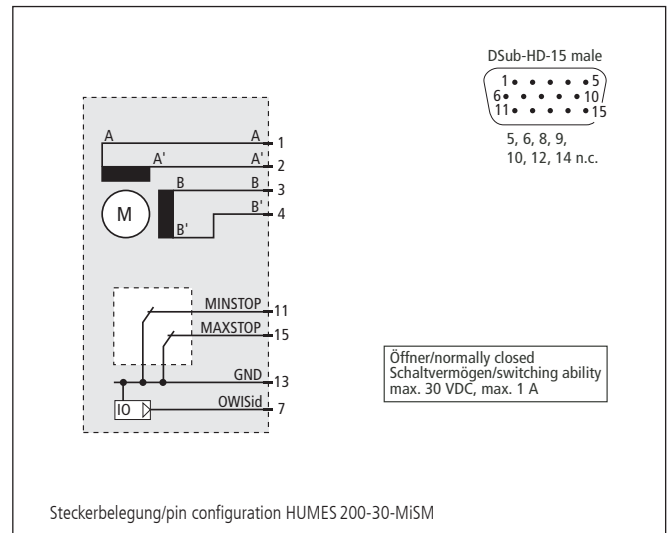 DSub-HD-15 male
1 5
6 10
11 15
5, 6, 8, 9,
10, 12, 14 n.c.
A A 1
A' A' 2
B B 3
B' 4
M
B'
MINSTOP 11
MAXSTOP 15
GND 13
IO OWISid 7
Öffner/normally closed
Schaltvermögen/switching ability
max. 30 VDC, max. 1 A
Steckerbelegung/pin configuration HUMES 200-30-MiSM